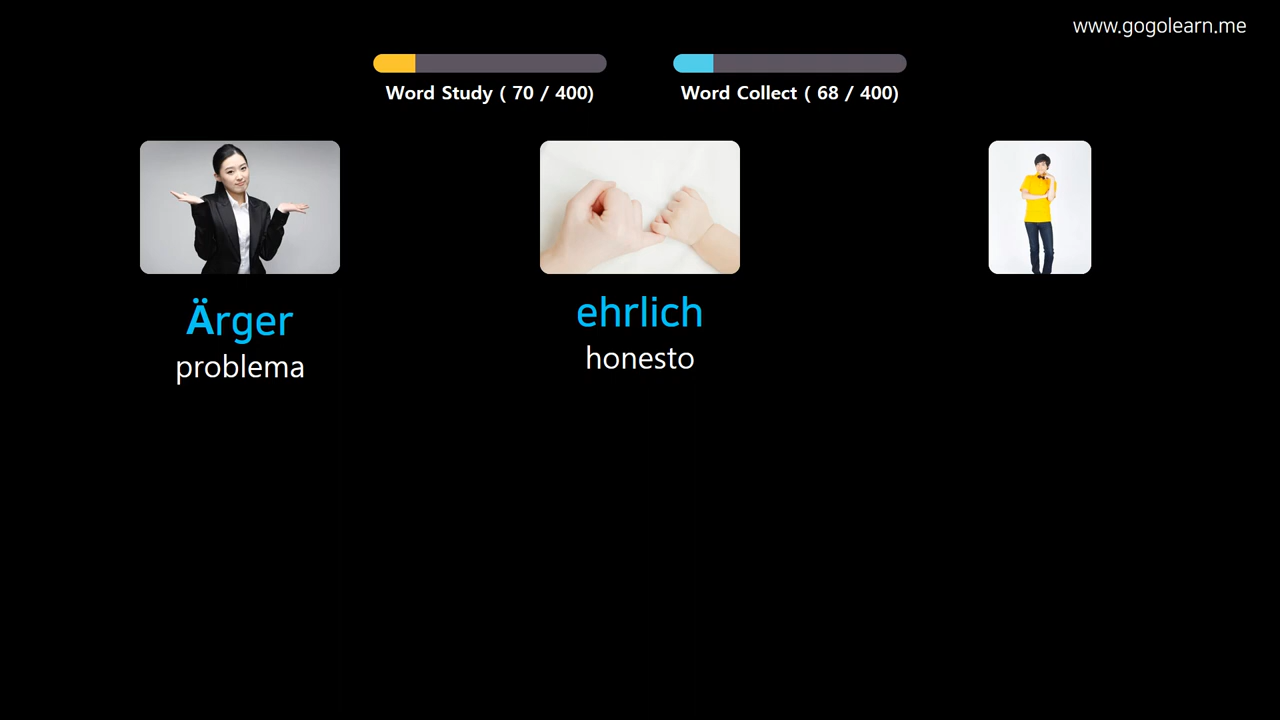 www.gogolearn.me
Word Study ( 70 / 400)
Word Collect ( 68 / 400)
Ärger
problema
ehrlich
honesto